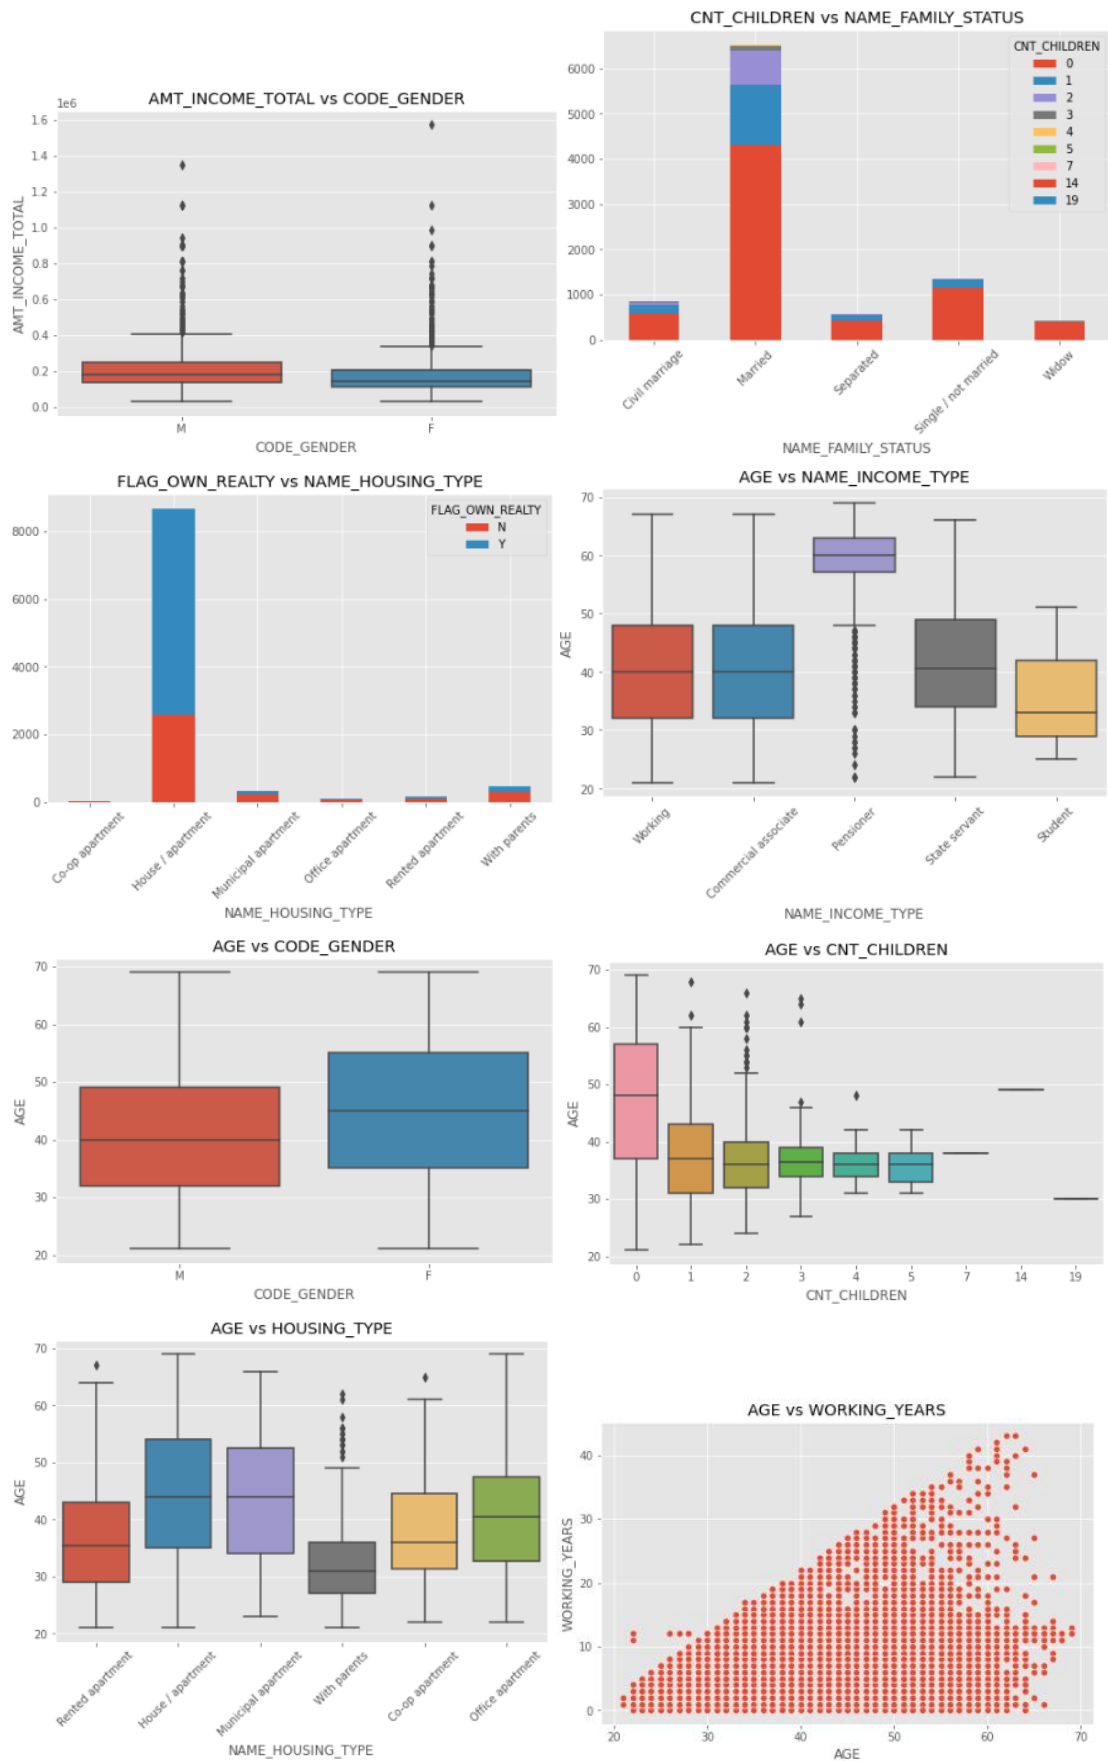 AMT_INCOME_TOTAL vs CODE_GENDER
1e6
1.6
1.4
1.2
1.0
0.8
0.6
0.4
0.2
0.0
AMT_INCOME_TOTAL
M F
CODE_GENDER
CNT_CHILDREN vs NAME_FAMILY_STATUS
CNT_CHILDREN
0
1
2
3
4
5
7
14
19
6000
5000
4000
3000
2000
1000
0
Civil marriage
Married
Separated
Single / not married
Widow
NAME_FAMILY_STATUS
FLAG_OWN_REALTY vs NAME_HOUSING_TYPE
FLAG_OWN_REALTY
N
Y
8000
6000
4000
2000
0
Co-op apartment
House / apartment
Municipal apartment
Office apartment
Rented apartment
With parents
NAME_HOUSING_TYPE
AGE vs NAME_INCOME_TYPE
70
60
50
40
30
20
AGE
Working
Commercial associate
Pensioner
State servant
Student
NAME_INCOME_TYPE
AGE vs CODE_GENDER
70
60
50
40
30
20
AGE
M F
CODE_GENDER
AGE vs CNT_CHILDREN
70
60
50
40
30
20
AGE
0 1 2 3 4 5 7 14 19
CNT_CHILDREN
AGE vs HOUSING_TYPE
70
60
50
40
30
20
AGE
Rented apartment
House / apartment
Municipal apartment
With parents
Co-op apartment
Office apartment
NAME_HOUSING_TYPE
AGE vs WORKING_YEARS
40
30
20
10
0
WORKING_YEARS
20 30 40 50 60 70
AGE